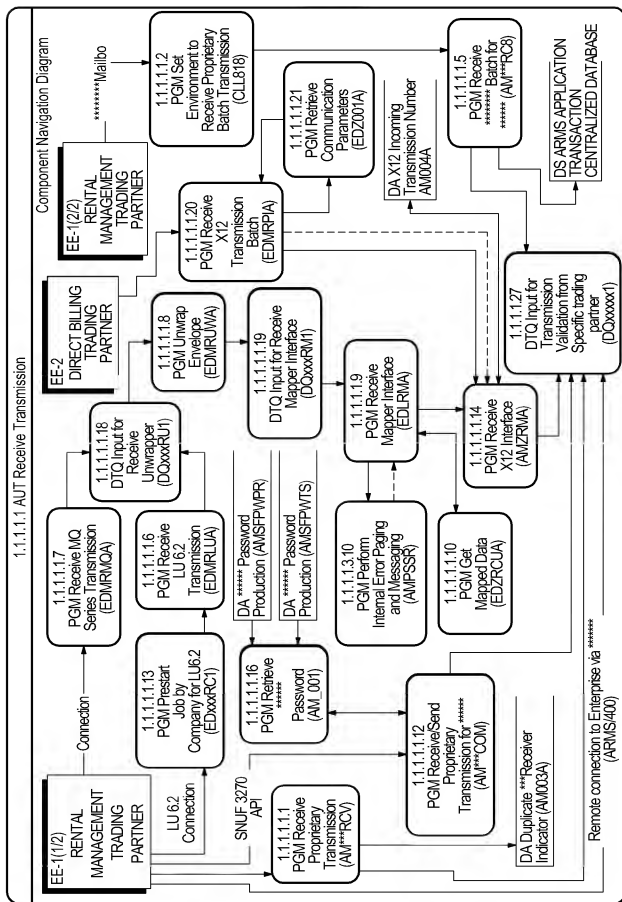 1.1.1.1.1 AUT Receive Transmission
Component Navigation Diagram
EE-1(1/2)
RENTAL
MANAGEMENT
TRADING
PARTNER
Connection
LU 6.2
Connection
SNUF 3270
API
1.1.1.1.1.7
PGM Receive MQ
Series Transmission
(EDMRMQA)
1.1.1.1.1.13
PGM Prestart
Job by
Company for LU6.2
(EDxxxRC1)
1.1.1.1.1.6
PGM Receive
LU 6.2
Transmission
(EDMRLUA)
1.1.1.1.1.18
DTQ Input for
Receive
Unwrapper
(DQxxxRU1)
EE-2
DIRECT BILLING
TRADING
PARTNER
1.1.1.1.1.8
PGM Unwrap
Envelope
(EDMRUWA)
1.1.1.1.1.19
DTQ Input for Receive
Mapper Interface
(DQxxxRM1)
EE-1(2/2)
RENTAL
MANAGEMENT
TRADING
PARTNER
********Mailbo
1.1.1.1.1.2
PGM Set
Environment to
Receive Proprietary
Batch Transmission
(CLL818)
1.1.1.1.1.20
PGM Receive
X12
Transmission
Batch
(EDMRPIA)
1.1.1.1.1.21
PGM Retrieve
Communication
Parameters
(EDZ001A)
DA ****** Password
Production (AMSFPWPR)
DA ****** Password
Production (AMSFPWTS)
1.1.1.1.1.16
PGM Retrieve
******
Password
(AM_001)
1.1.1.1.1.1
PGM Receive
Proprietary
Transmission
(AM***RCV)
1.1.1.1.1.12
PGM Receive/Send
Proprietary
Transmission for ******
(AM***COM)
1.1.1.1.3.10
PGM Perform
Internal Error Paging
and Messaging
(AMPSSR)
1.1.1.1.1.9
PGM Receive
Mapper Interface
(EDLRMA)
1.1.1.1.1.10
PGM Get
Mapped Data
(EDZRCUA)
1.1.1.1.1.14
PGM Receive
X12 Interface
(AMZRMA)
DA X12 Incoming
Transmission Number
AM004A
1.1.1.1.1.5
PGM Receive
******** Batch for
******* (AM***RC8)
1.1.1.1.1.27
DTQ Input for
Transmission
Validation from
Specific trading
partner
(DQxxxxx1)
DS ARMS APPLICATION
TRANSACTION
CENTRALIZED DATABASE
DA Duplicate ***Receiver
Indicator (AM003A)
Remote connection to Enterprise via *******
(ARMS/400)